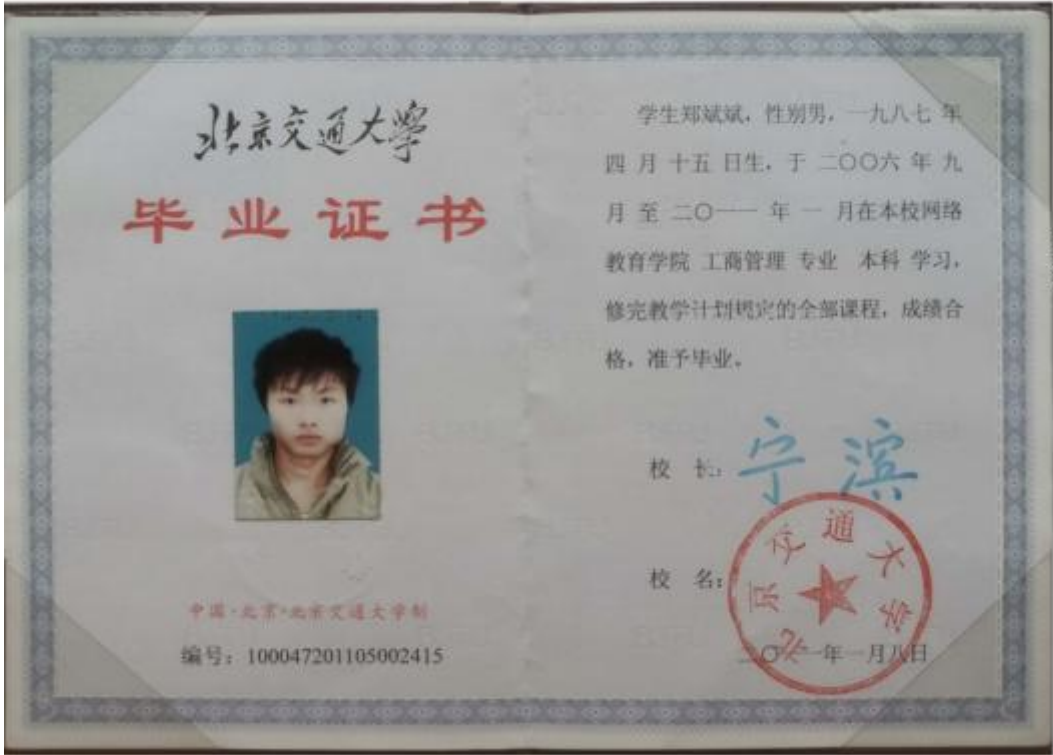 北京交通大學
毕业证书
中国·北京·北京交通大学制
编号：100047201105002415
学生郑斌斌，性别男，一九八七 年
四 月 十五 日生，于 二〇〇六 年 九
月 至 二〇一一 年 一 月在本校网络
教育学院 工商管理 专业 本科 学习，
修完教学计划规定的全部课程，成绩合
格，准予毕业。
校 长：宁滨
校 名：
北京交通大学
二〇一一年一月八日